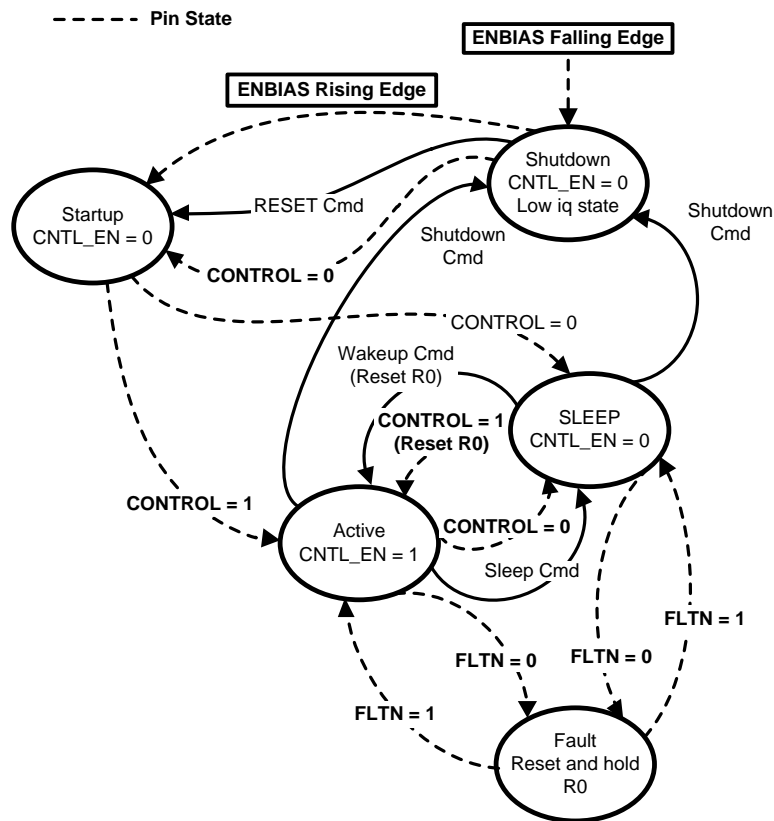 Pin State
ENBIAS Falling Edge
ENBIAS Rising Edge
Shutdown
CNTL_EN = 0
Low iq state
Startup
CNTL_EN = 0
RESET Cmd
Shutdown
Cmd
Shutdown
Cmd
CONTROL = 0
CONTROL = 0
Wakeup Cmd
(Reset R0)
SLEEP
CNTL_EN = 0
CONTROL = 1
(Reset R0)
CONTROL = 1
Active
CNTL_EN = 1
CONTROL = 0
Sleep Cmd
FLTN = 1
FLTN = 0
FLTN = 0
FLTN = 1
Fault
Reset and hold
R0